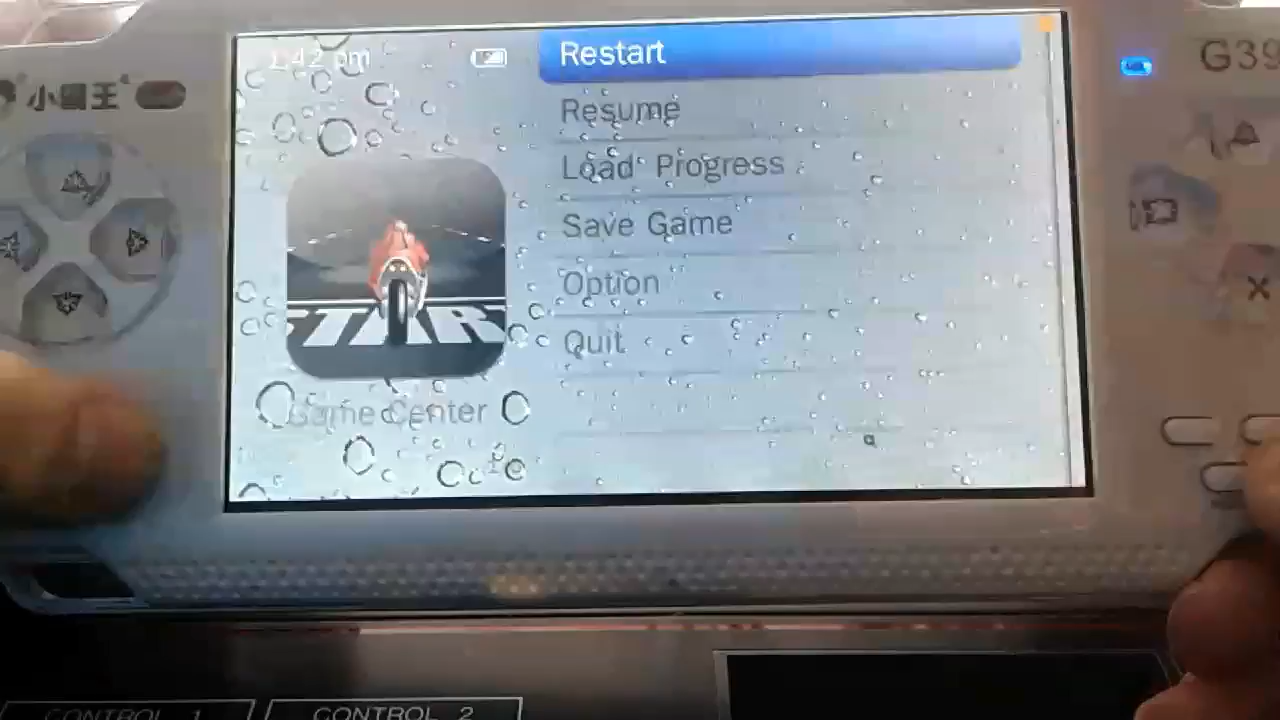 小霸王
1:42 pm
Restart
Resume
Load Progress
Save Game
Option
Quit
START
Game Center
G39
X
CONTROL 1
CONTROL 2